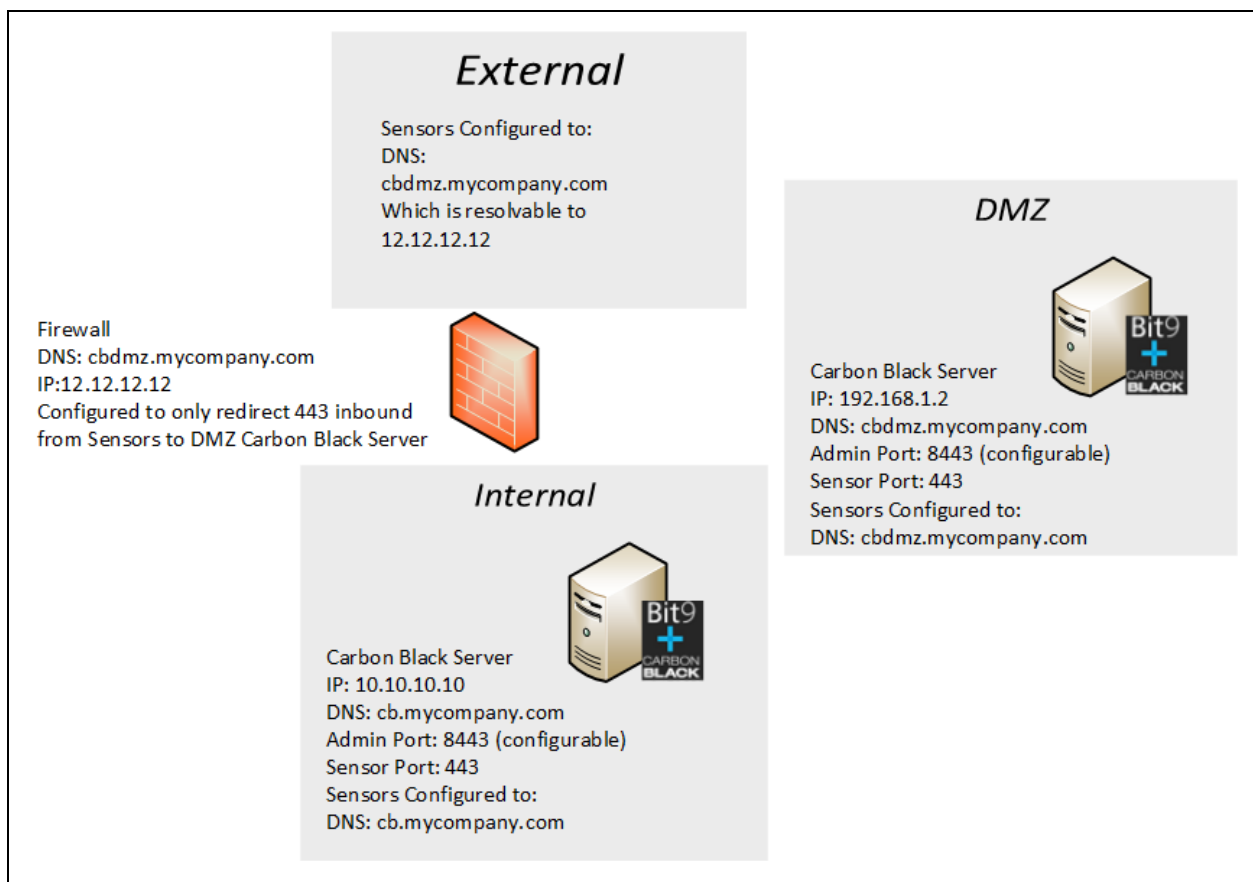 External
Sensors Configured to:
DNS:
cbdmz.mycompany.com
Which is resolvable to
12.12.12.12
DMZ
Bit9
+
CARBON
BLACK
Carbon Black Server
IP: 192.168.1.2
DNS: cbdmz.mycompany.com
Admin Port: 8443 (configurable)
Sensor Port: 443
Sensors Configured to:
DNS: cbdmz.mycompany.com
Firewall
DNS: cbdmz.mycompany.com
IP:12.12.12.12
Configured to only redirect 443 inbound
from Sensors to DMZ Carbon Black Server
Internal
Bit9
+
CARBON
BLACK
Carbon Black Server
IP: 10.10.10.10
DNS: cb.mycompany.com
Admin Port: 8443 (configurable)
Sensor Port: 443
Sensors Configured to:
DNS: cb.mycompany.com